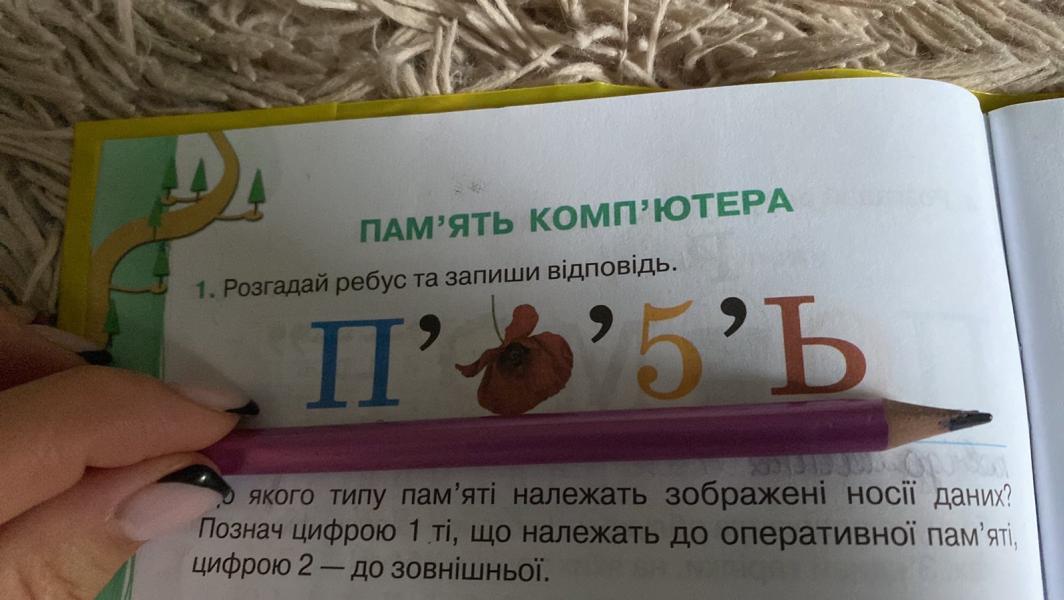 ПАМ’ЯТЬ КОМП’ЮТЕРА
1. Розгадай ребус та запиши відповідь.
П’ ’ 5 ’ Ь
якого типу пам’яті належать зображені носії даних?
Познач цифрою 1 ті, що належать до оперативної пам’яті,
цифрою 2 — до зовнішньої.